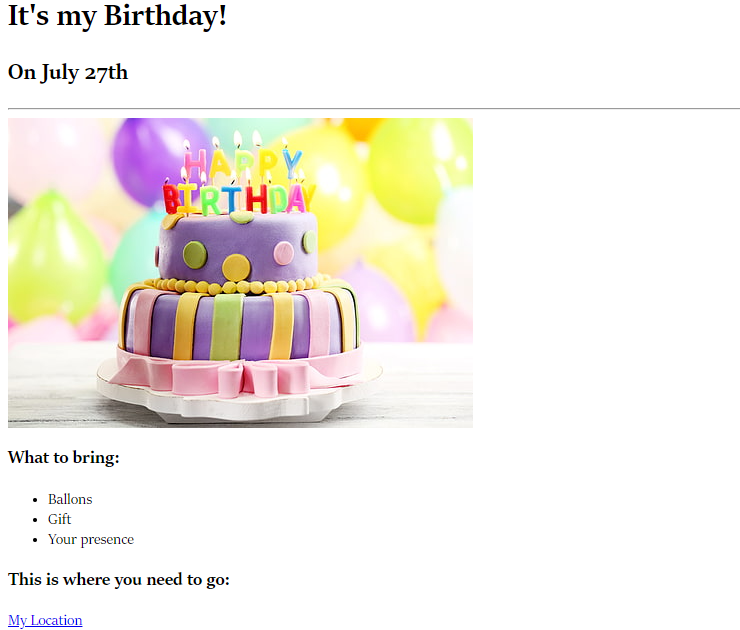 It's my Birthday!
On July 27th
HAPPY
BIRTHDAY
What to bring:
Ballons
Gift
Your presence
This is where you need to go:
My Location